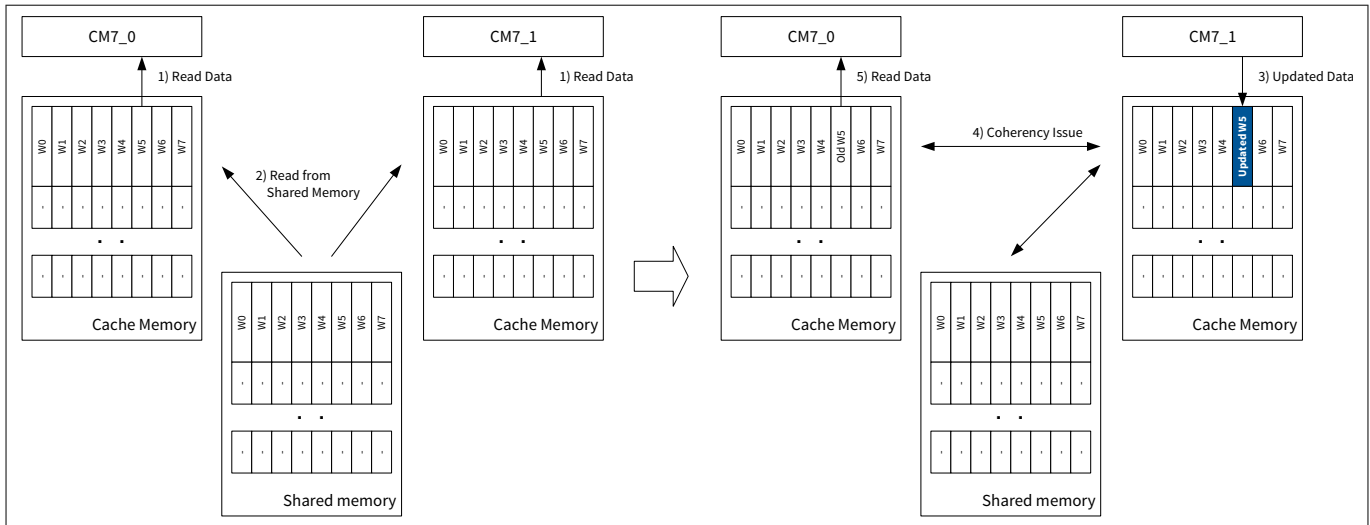 CM7_0
CM7_1
CM7_0
CM7_1
1) Read Data
1) Read Data
5) Read Data
3) Updated Data
W0 W1 W2 W3 W4 W5 W6 W7
- - - - - - - -
. .
- - - - - - - -
Cache Memory
2) Read from
Shared Memory
W0 W1 W2 W3 W4 W5 W6 W7
- - - - - - - -
. .
- - - - - - - -
Cache Memory
W0 W1 W2 W3 W4 W5 W6 W7
- - - - - - - -
. .
- - - - - - - -
Shared memory
W0 W1 W2 W3 W4 Old W5 W6 W7
- - - - - - - -
. .
- - - - - - - -
Cache Memory
4) Coherency Issue
W0 W1 W2 W3 W4 Updated W5 W6 W7
- - - - - - - -
. .
- - - - - - - -
Cache Memory
W0 W1 W2 W3 W4 W5 W6 W7
- - - - - - - -
. .
- - - - - - - -
Shared memory